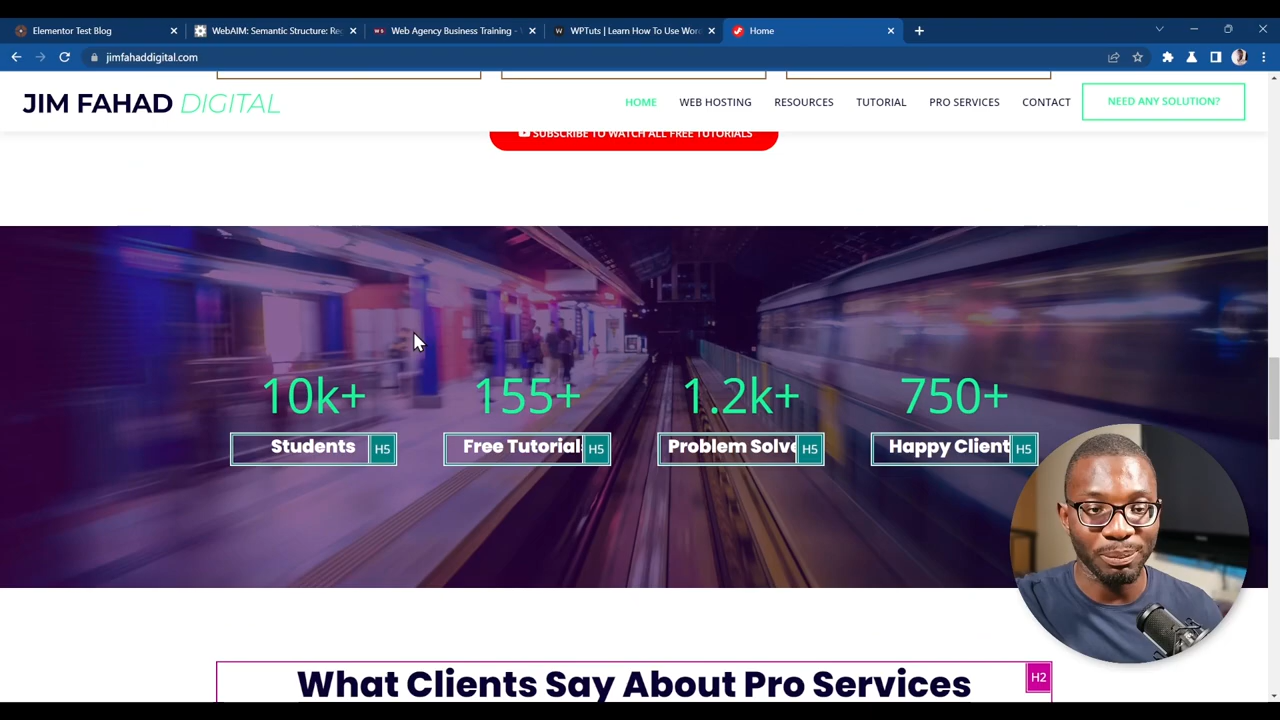 Elementor Test Blog
WebAIM: Semantic Structure: Re
Web Agency Business Training -
WPTuts | Learn How To Use Wor
Home
jimfahaddigital.com
JIM FAHAD DIGITAL
HOME
WEB HOSTING
RESOURCES
TUTORIAL
PRO SERVICES
CONTACT
NEED ANY SOLUTION?
SUBSCRIBE TO WATCH ALL FREE TUTORIALS
10k+
155+
1.2k+
750+
Students H5
Free Tutorial H5
Problem Solve H5
Happy Client H5
What Clients Say About Pro Services H2